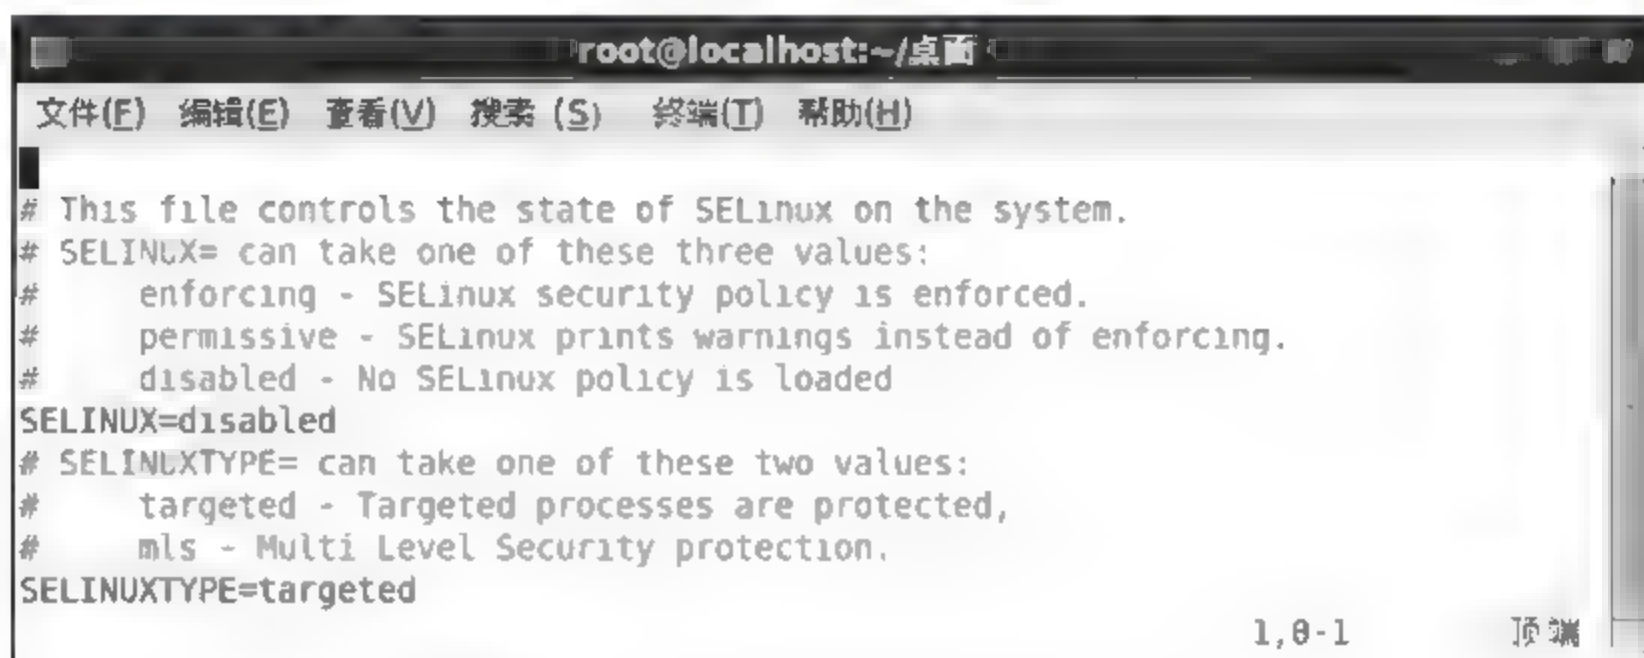 root@localhost:~/桌面
文件(F) 编辑(E) 查看(V) 搜索 (S) 终端(T) 帮助(H)
# This file controls the state of SELinux on the system.
# SELINUX= can take one of these three values:
#     enforcing - SELinux security policy is enforced.
#     permissive - SELinux prints warnings instead of enforcing.
#     disabled - No SELinux policy is loaded
SELINUX=disabled
# SELINUXTYPE= can take one of these two values:
#     targeted - Targeted processes are protected,
#     mls - Multi Level Security protection.
SELINUXTYPE=targeted
1,0-1 顶端